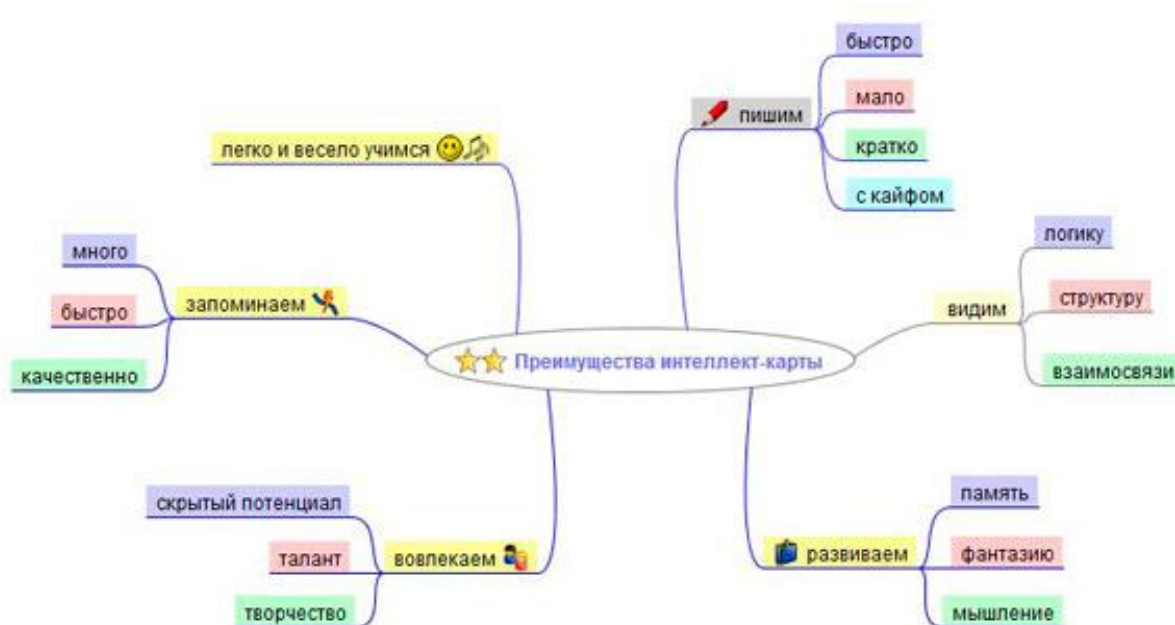 быстро
мало
пишим
кратко
с кайфом
легко и весело учимся
логику
структуру
видим
взаимосвязи
много
быстро
запоминаем
качественно
Преимущества интеллект-карты
скрытый потенциал
талант
вовлекаем
творчество
память
развиваем
фантазию
мышление